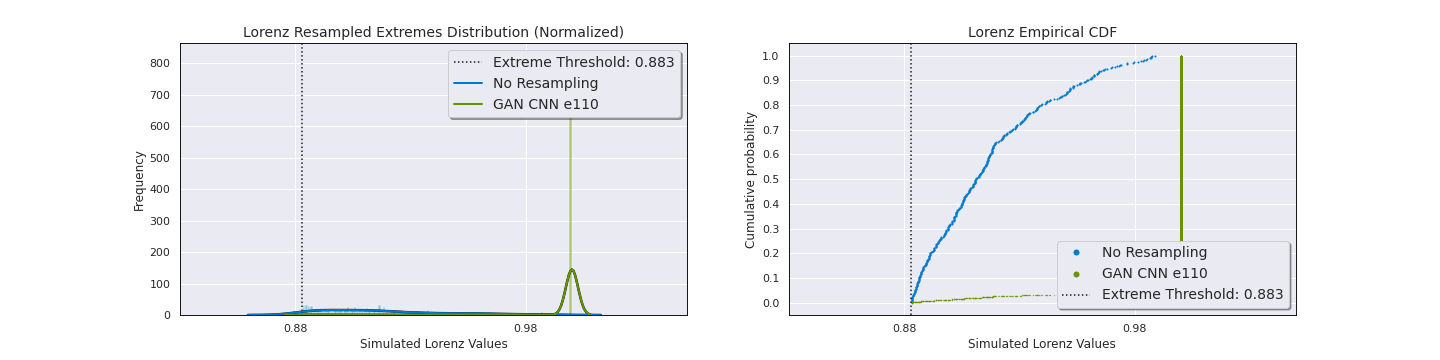 Lorenz Resampled Extremes Distribution (Normalized)
Extreme Threshold: 0.883
No Resampling
GAN CNN e110
800
700
600
500
400
300
200
100
0
Frequency
0.88
0.98
Simulated Lorenz Values
Lorenz Empirical CDF
1.0
0.9
0.8
0.7
0.6
0.5
0.4
0.3
0.2
0.1
0.0
Cumulative probability
No Resampling
GAN CNN e110
Extreme Threshold: 0.883
0.88
0.98
Simulated Lorenz Values